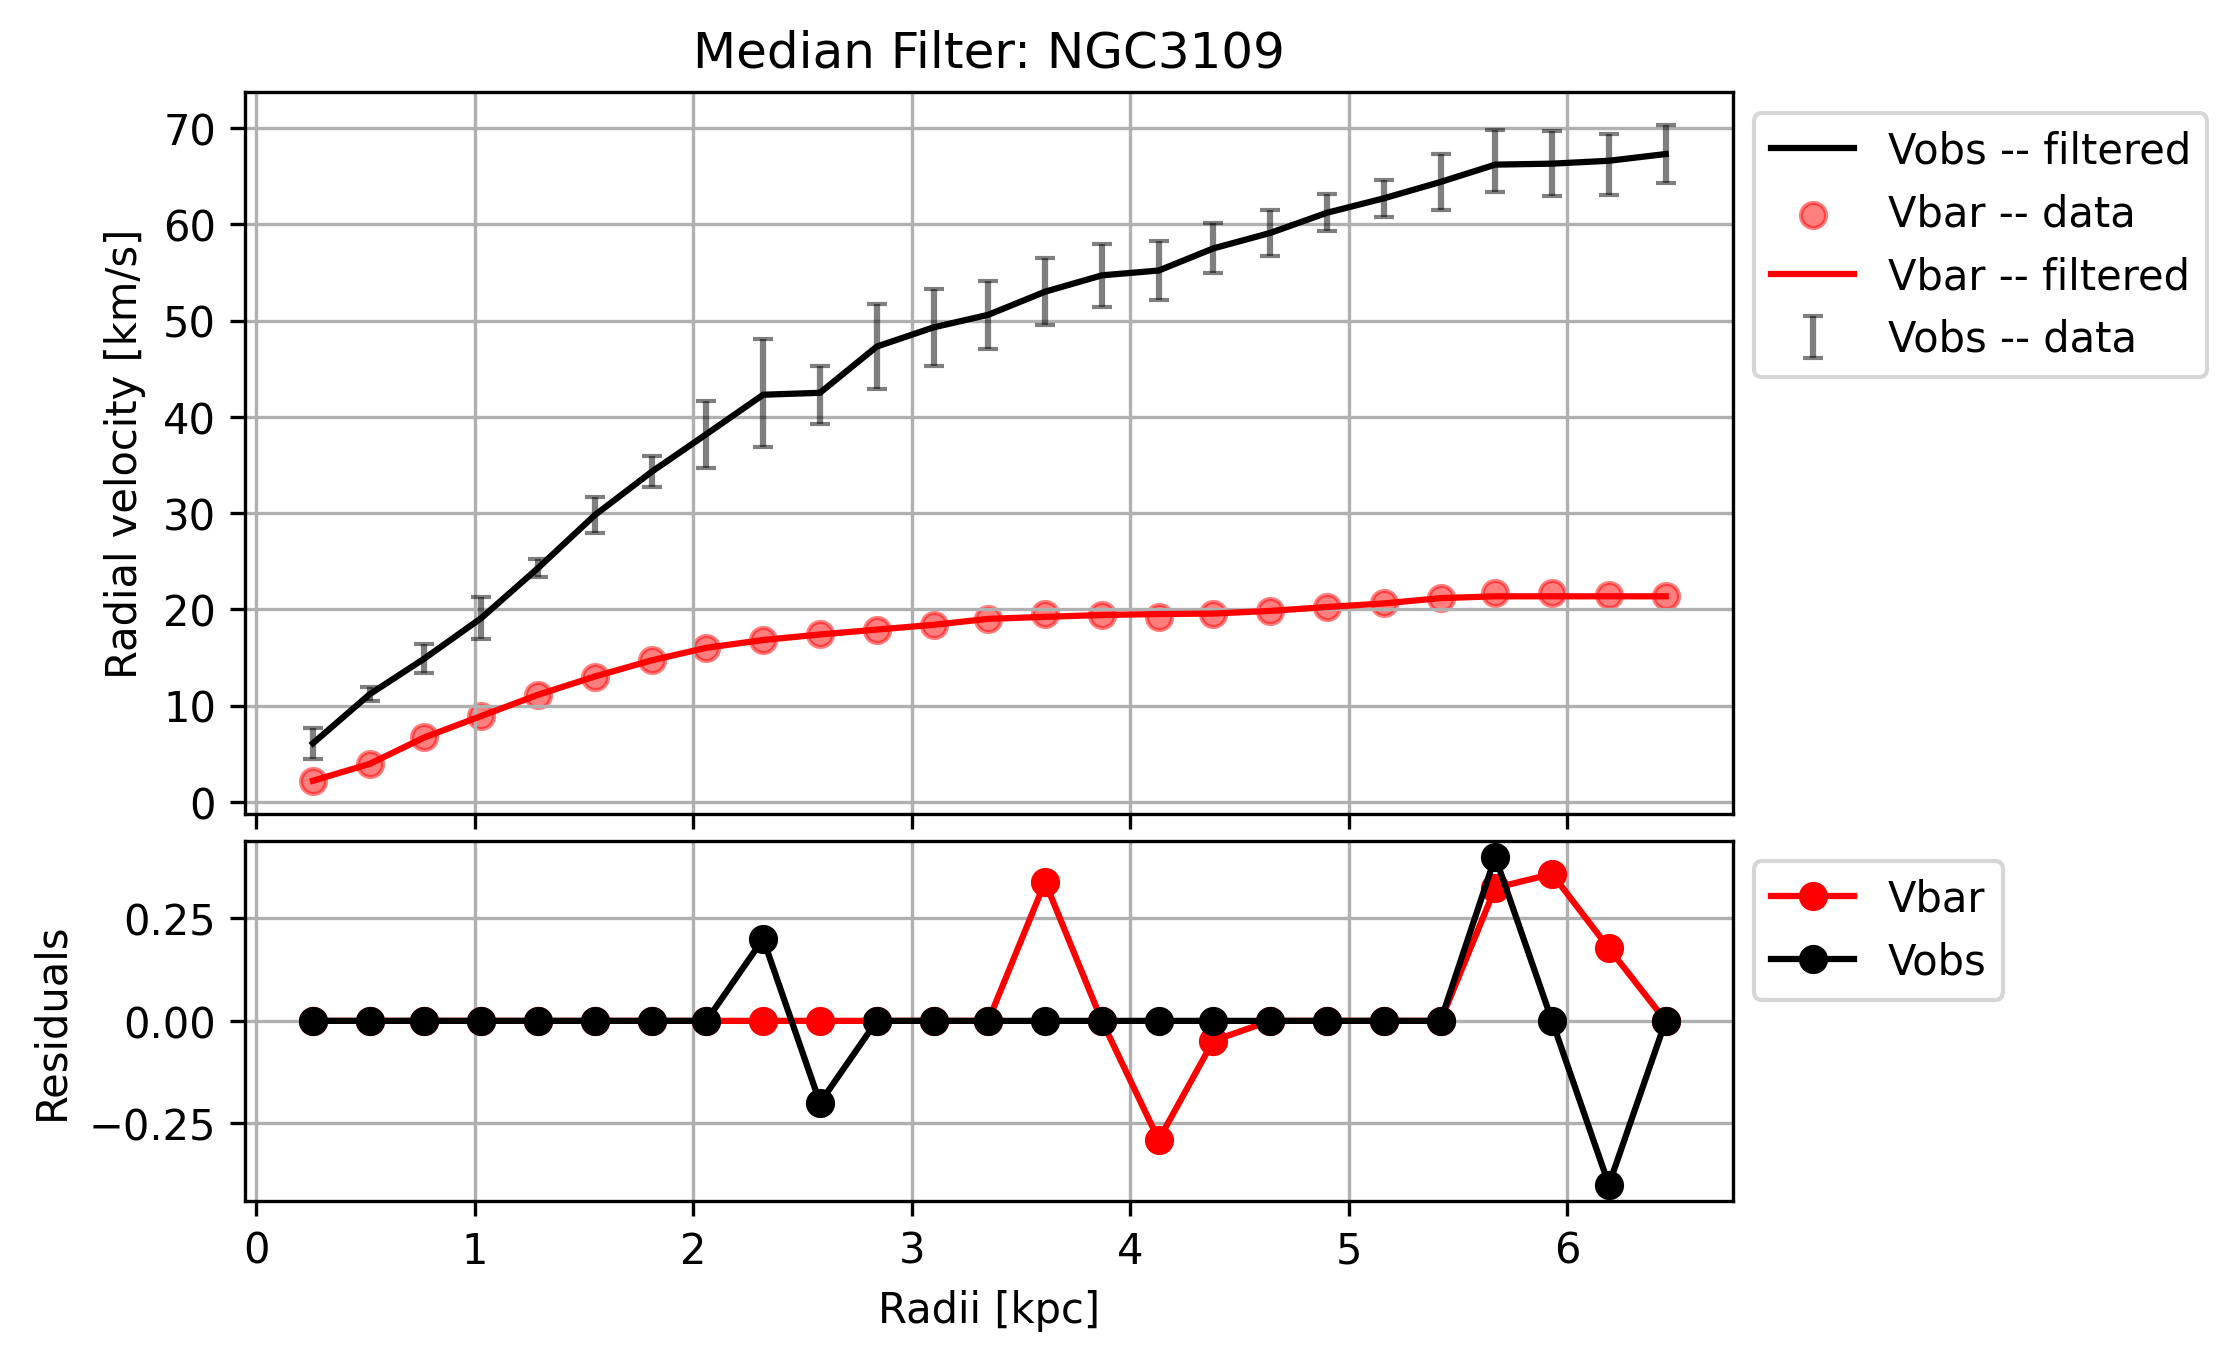 Median Filter: NGC3109
70
60
50
40
30
20
10
0
Radial velocity [km/s]
Vobs -- filtered
Vbar -- data
Vbar -- filtered
Vobs -- data
0.25
0.00
−0.25
Residuals
Vbar
Vobs
0 1 2 3 4 5 6
Radii [kpc]